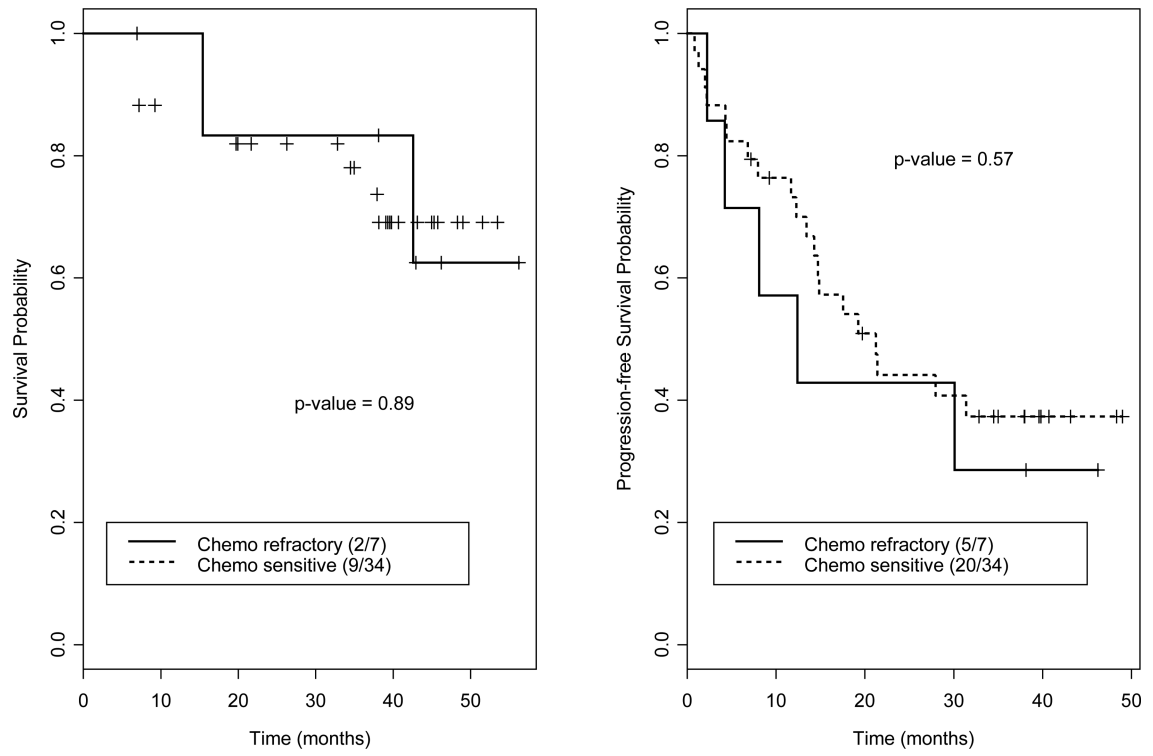 Survival Probability
1.0
0.8
0.6
0.4
0.2
0.0
p-value = 0.89
Chemo refractory (2/7)
Chemo sensitive (9/34)
0 10 20 30 40 50
Time (months)
Progression-free Survival Probability
1.0
0.8
0.6
0.4
0.2
0.0
p-value = 0.57
Chemo refractory (5/7)
Chemo sensitive (20/34)
0 10 20 30 40 50
Time (months)